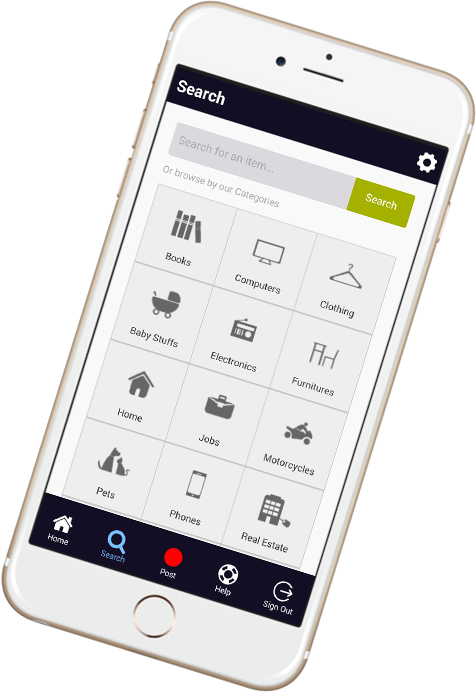 Search
Search for an item...
Search
Or browse by our Categories
Books
Computers
Clothing
Baby Stuffs
Electronics
Furnitures
Home
Jobs
Motorcycles
Pets
Phones
Real Estate
Home
Search
Post
Help
Sign Out